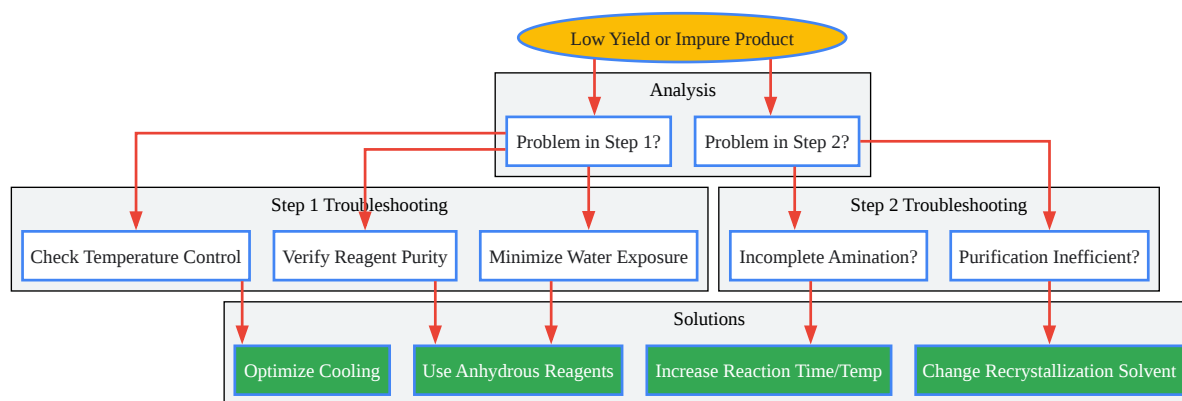 Low Yield or Impure Product
Analysis
Problem in Step 1?
Problem in Step 2?
Step 1 Troubleshooting
Step 2 Troubleshooting
Check Temperature Control
Verify Reagent Purity
Minimize Water Exposure
Incomplete Amination?
Purification Inefficient?
Solutions
Optimize Cooling
Use Anhydrous Reagents
Increase Reaction Time/Temp
Change Recrystallization Solvent